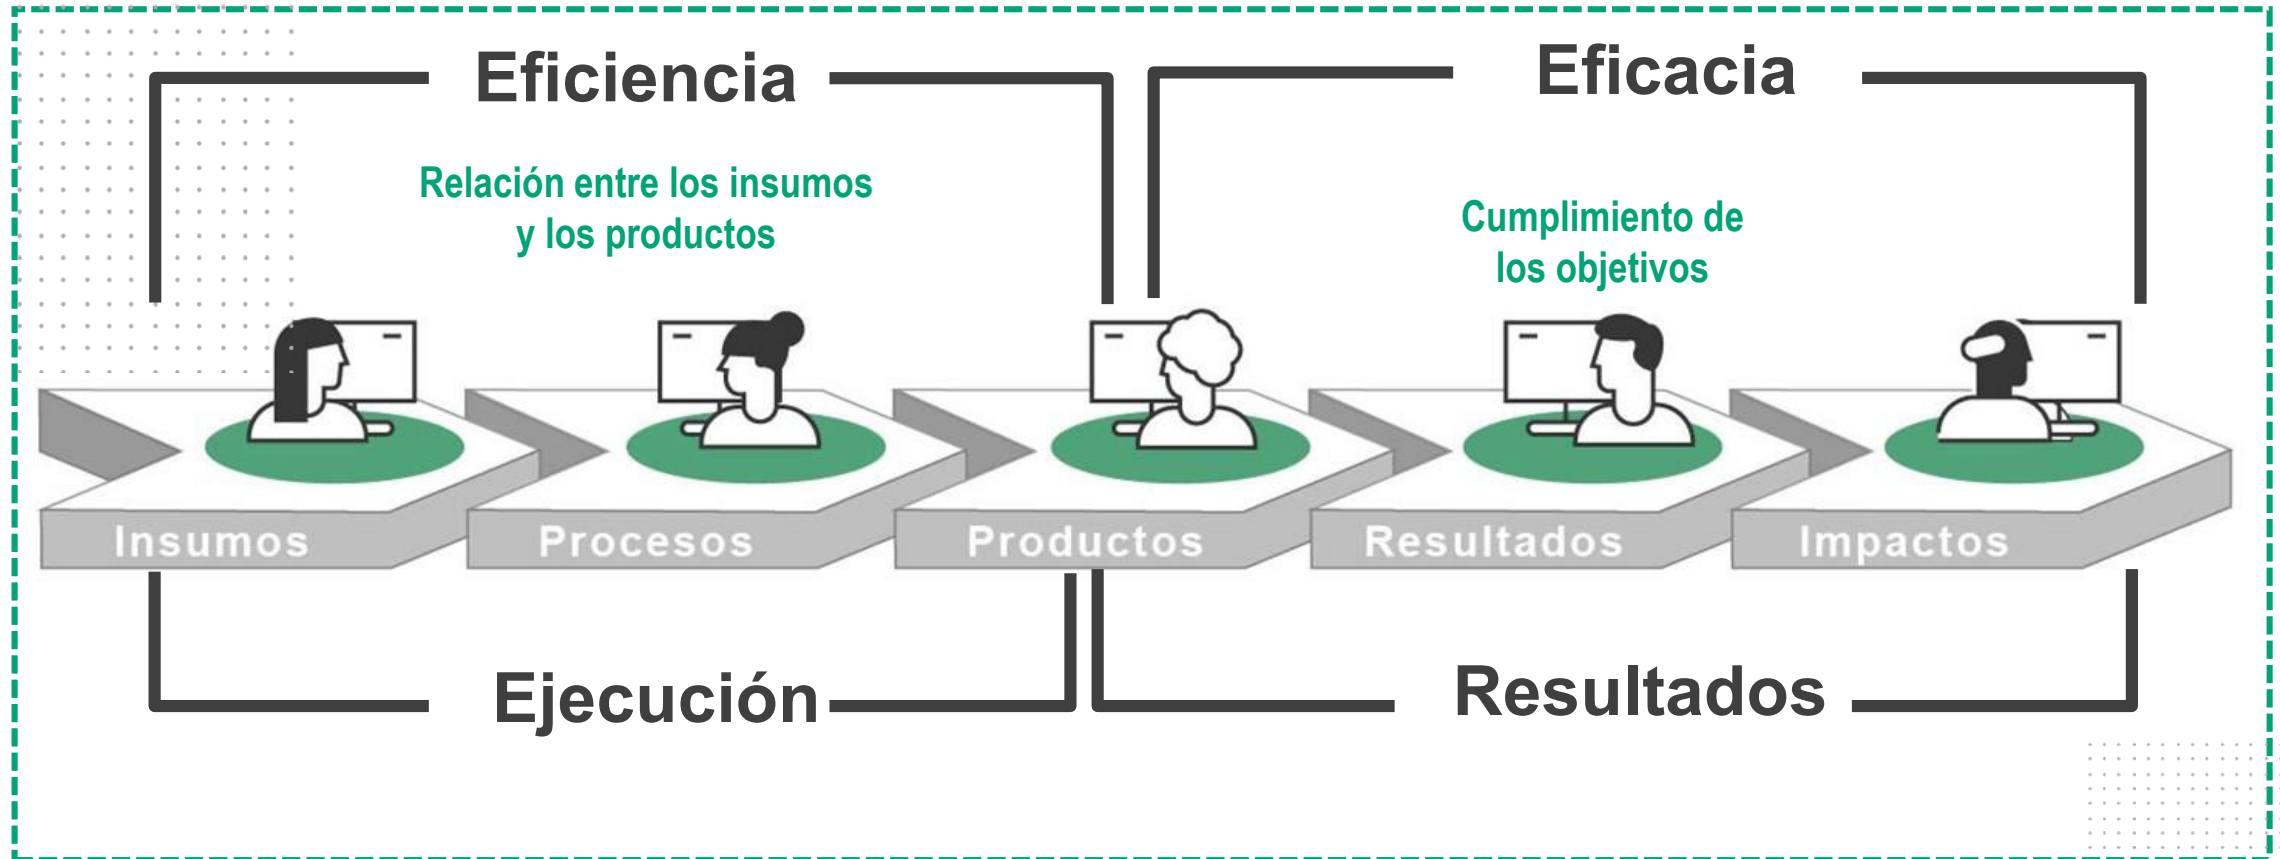 Eficiencia
Eficacia
Relación entre los insumos
y los productos
Cumplimiento de
los objetivos
Insumos
Procesos
Productos
Resultados
Impactos
Ejecución
Resultados